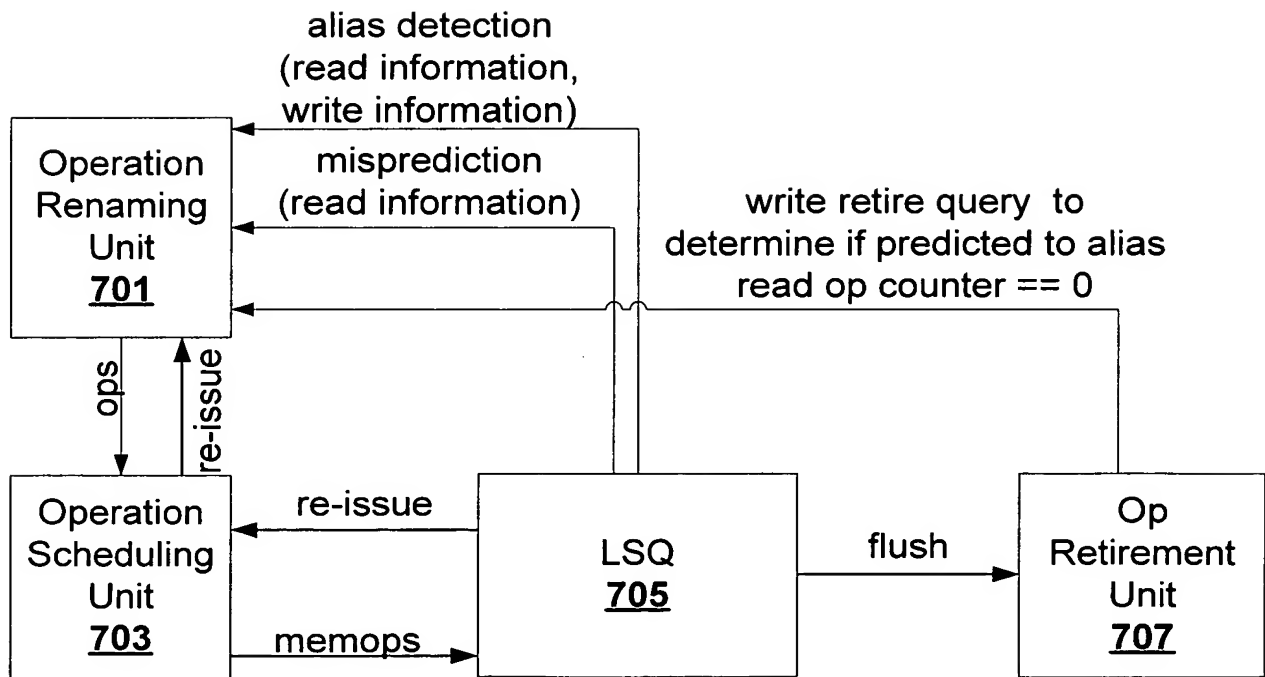 alias detection
(read information,
write information)
Operation
Renaming
Unit
701
misprediction
(read information)
write retire query to
determine if predicted to alias
read op counter == 0
ops
re-issue
Operation
Scheduling
Unit
703
re-issue
memops
LSQ
705
flush
Op
Retirement
Unit
707